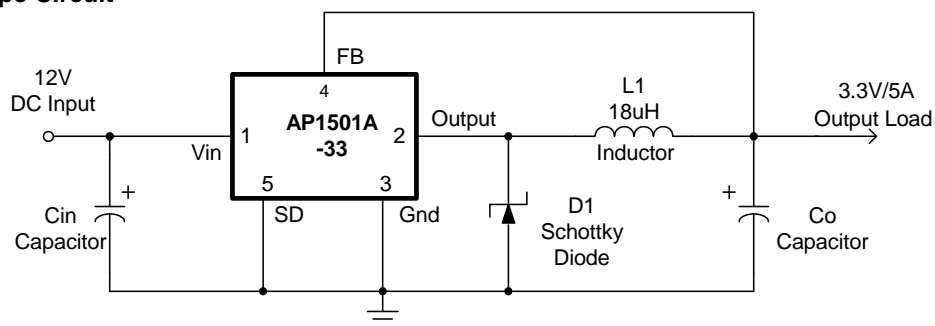 FB
12V
DC Input
4
AP1501A
-33
1
2
Vin
Output
L1
18uH
Inductor
3.3V/5A
Output Load
5
3
SD
Gnd
+
Cin
Capacitor
D1
Schottky
Diode
+
Co
Capacitor